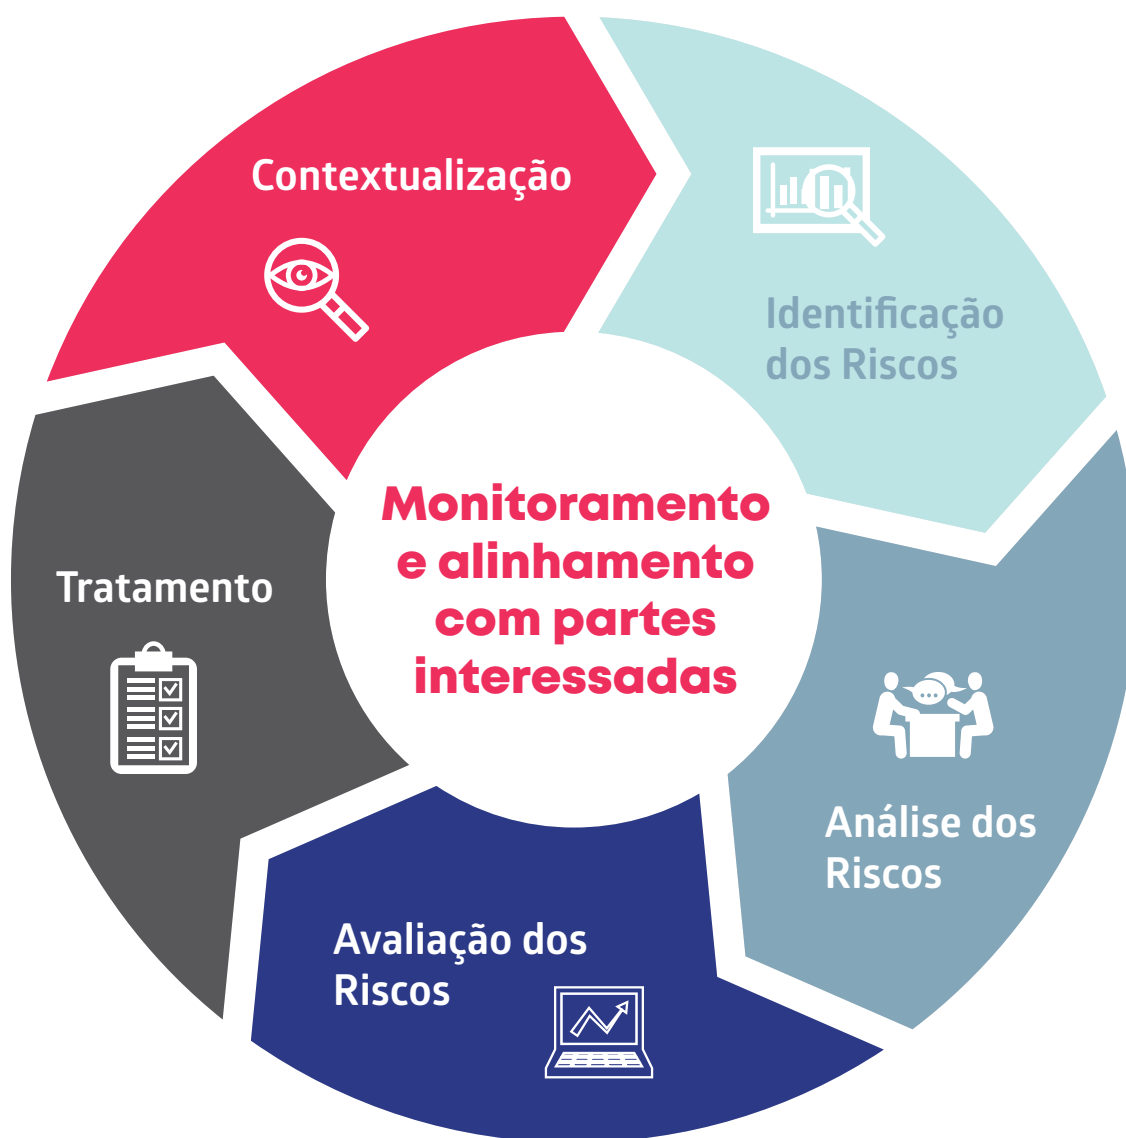 Contextualização
Identificação
dos Riscos
Análise dos
Riscos
Avaliação dos
Riscos
Tratamento
Monitoramento
e alinhamento
com partes
interessadas